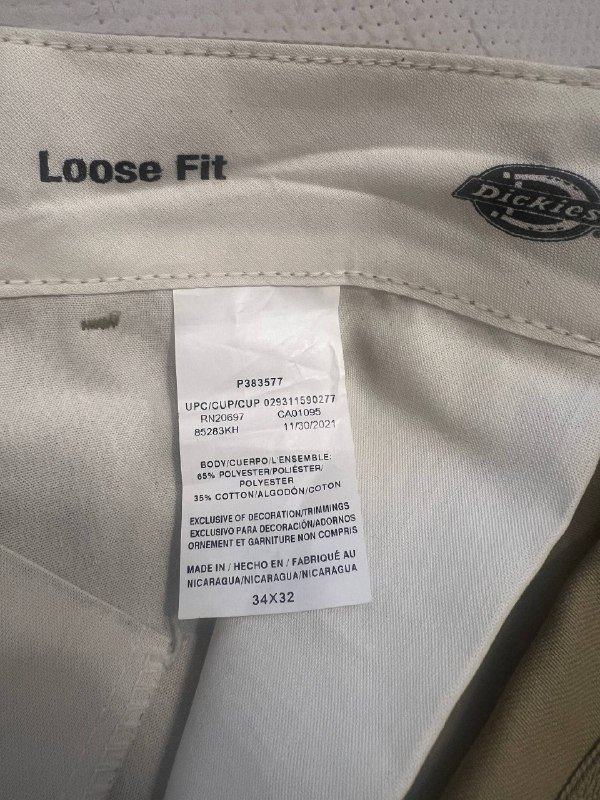 Loose Fit
Dickies
P383577
UPC/CUP/CUP 029311590277
RN20697 CA01095
85283KH 11/30/2021
BODY/CUERPO/L'ENSEMBLE:
65% POLYESTER/POLIÉSTER/
POLYESTER
35% COTTON/ALGODÓN/COTON
EXCLUSIVE OF DECORATION/TRIMMINGS
EXCLUSIVO PARA DECORACIÓN/ADORNOS
ORNEMENT ET GARNITURE NON COMPRIS
MADE IN / HECHO EN / FABRIQUÉ AU
NICARAGUA/NICARAGUA/NICARAGUA
34X32